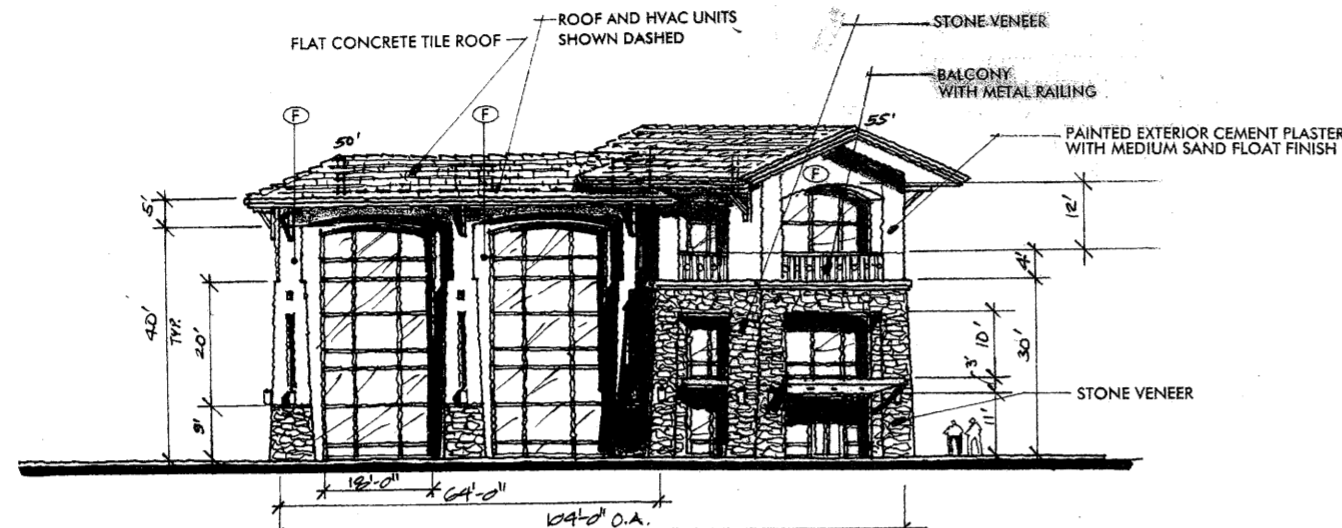 ROOF AND HVAC UNITS
SHOWN DASHED
FLAT CONCRETE TILE ROOF
STONE VENEER
BALCONY
WITH METAL RAILING
PAINTED EXTERIOR CEMENT PLASTER
WITH MEDIUM SAND FLOAT FINISH
F
F
F
50'
55'
5'
40'
TYP.
20'
9'
12'
4'
30'
10'
3'
11'
STONE VENEER
18'-0"
64'-0"
104'-0" O.A.